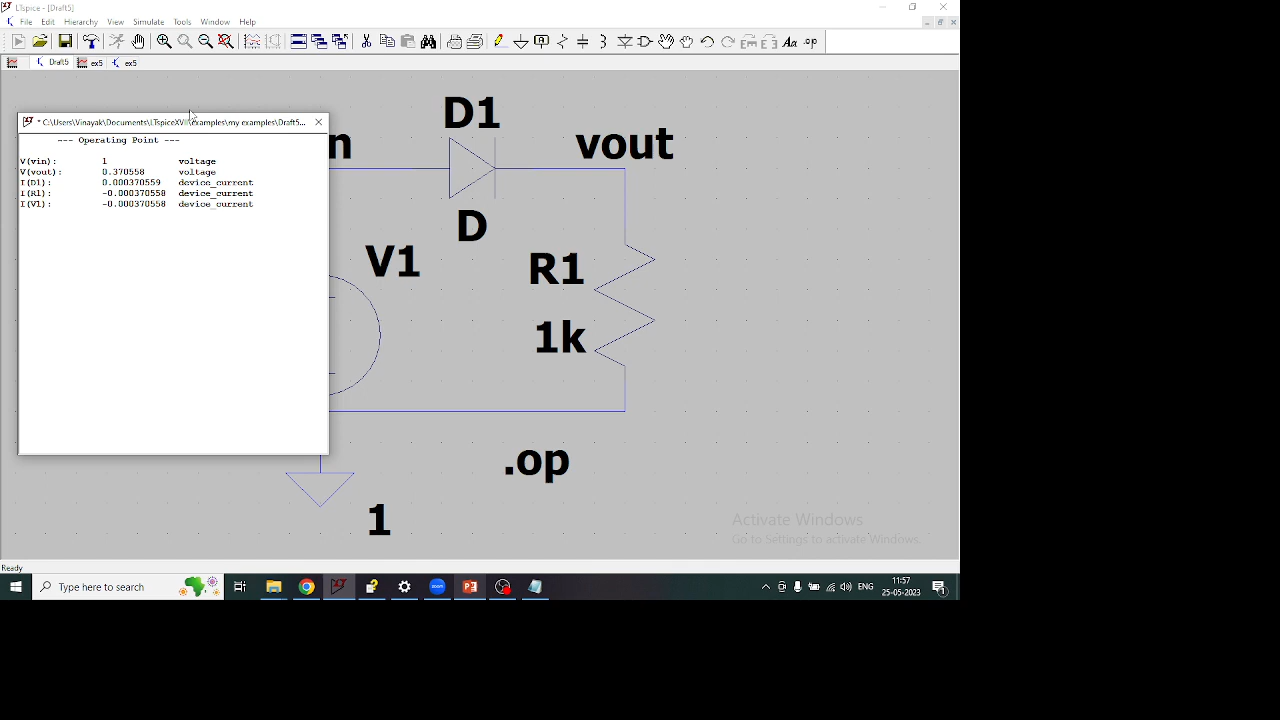 LTspice - [Draft5]
File Edit Hierarchy View Simulate Tools Window Help
Draft5 ex5 ex5
* C:\Users\Vinayak\Documents\LTspiceXVII\examples\my examples\Draft5...
--- Operating Point ---
V(vin): 1 voltage
V(vout): 0.370558 voltage
I(D1): 0.000370559 device_current
I(R1): -0.000370558 device_current
I(V1): -0.000370558 device_current
D1
n
vout
D
V1
R1
1k
.op
1
Activate Windows
Go to Settings to activate Windows.
Ready
Type here to search
zoom
ENG
11:57
25-05-2023
1